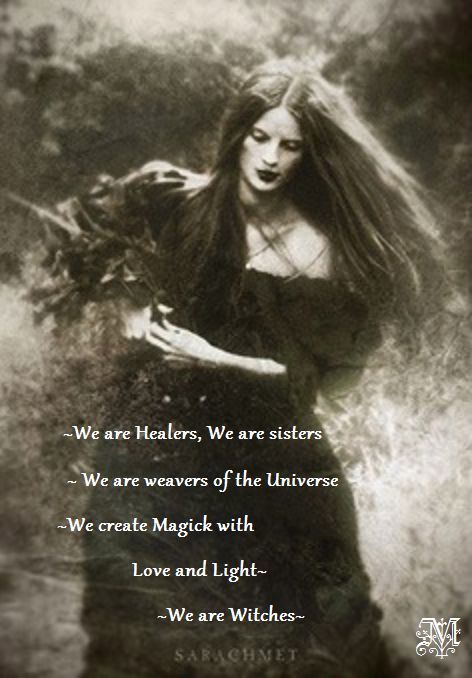 ~We are Healers, We are sisters
~ We are weavers of the Universe
~We create Magick with
Love and Light~
~We are Witches~
M
SARACHMET